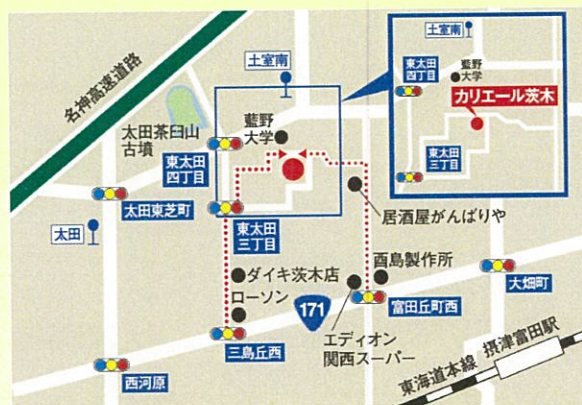 名神高速道路
土室南
太田茶臼山
古墳
藍野
大学
東太田
四丁目
太田東芝町
東太田
三丁目
太田
居酒屋がんばりや
ダイキ茨木店
ローソン
酉島製作所
大畑町
171
富田丘町西
三島丘西
エディオン
関西スーパー
西河原
東海道本線
摂津富田駅
土室南
東太田
四丁目
藍野
大学
カリエール茨木
東太田
三丁目